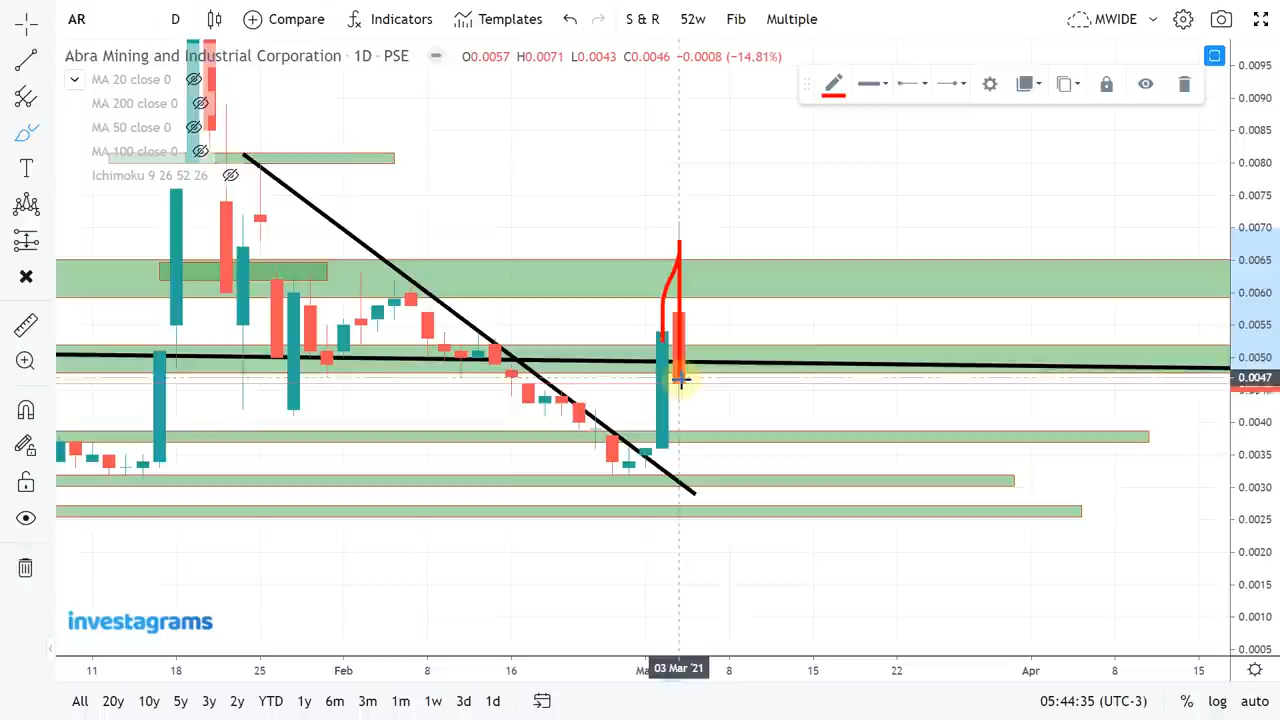 AR D Compare Indicators Templates S & R 52w Fib Multiple MWIDE
Abra Mining and Industrial Corporation · 1D · PSE O0.0057 H0.0071 L0.0043 C0.0046 −0.0008 (−14.81%)
MA 20 close 0
MA 200 close 0
MA 50 close 0
MA 100 close 0
Ichimoku 9 26 52 26
0.0095
0.0090
0.0085
0.0080
0.0075
0.0070
0.0065
0.0060
0.0055
0.0050
0.0047
0.0040
0.0035
0.0030
0.0025
0.0020
0.0015
0.0010
0.0005
investagrams
11 18 25 Feb 8 16 03 Mar '21 8 15 22 Apr 8 15
All 20y 10y 5y 3y 2y YTD 1y 6m 3m 1m 1w 3d 1d 05:44:35 (UTC-3) % log auto